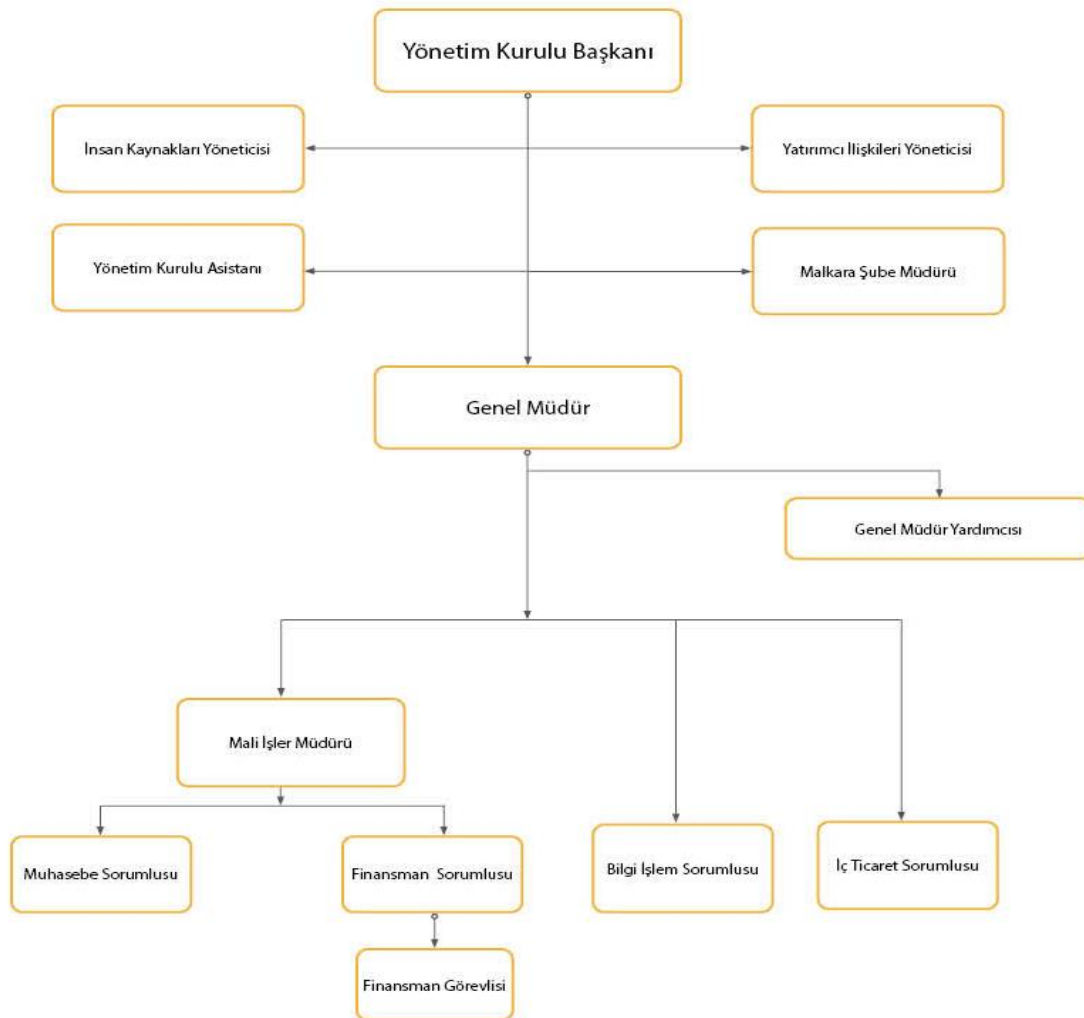 Yönetim Kurulu Başkanı
İnsan Kaynakları Yöneticisi
Yatırımcı İlişkileri Yöneticisi
Yönetim Kurulu Asistanı
Malkara Şube Müdürü
Genel Müdür
Genel Müdür Yardımcısı
Mali İşler Müdürü
Muhasebe Sorumlusu
Finansman Sorumlusu
Bilgi İşlem Sorumlusu
İç Ticaret Sorumlusu
Finansman Görevlisi